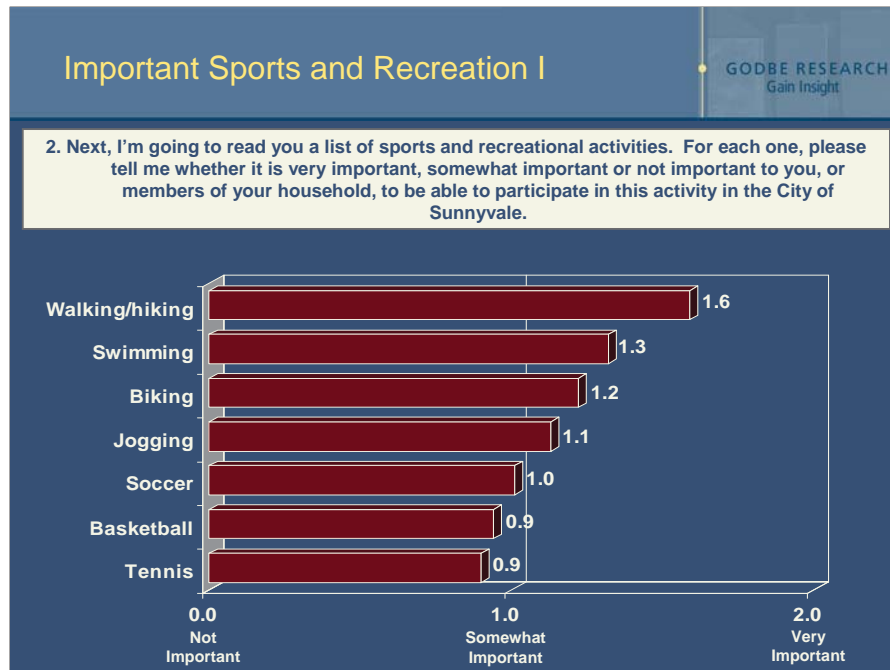 Important Sports and Recreation I
GODBE RESEARCH
Gain Insight
2. Next, I’m going to read you a list of sports and recreational activities.  For each one, please
tell me whether it is very important, somewhat important or not important to you, or
members of your household, to be able to participate in this activity in the City of
Sunnyvale.
Walking/hiking 1.6
Swimming 1.3
Biking 1.2
Jogging 1.1
Soccer 1.0
Basketball 0.9
Tennis 0.9
0.0 1.0 2.0
Not Somewhat Very
Important Important Important